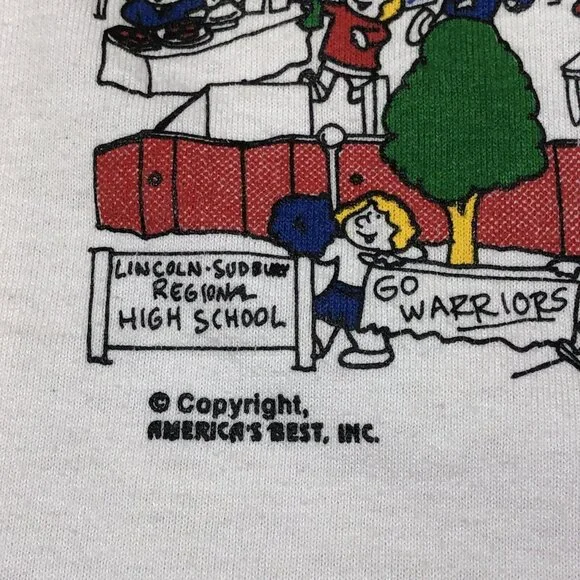 LINCOLN-SUDBURY
REGIONAL
HIGH SCHOOL
GO
WARRIORS
© Copyright,
AMERICA'S BEST, INC.